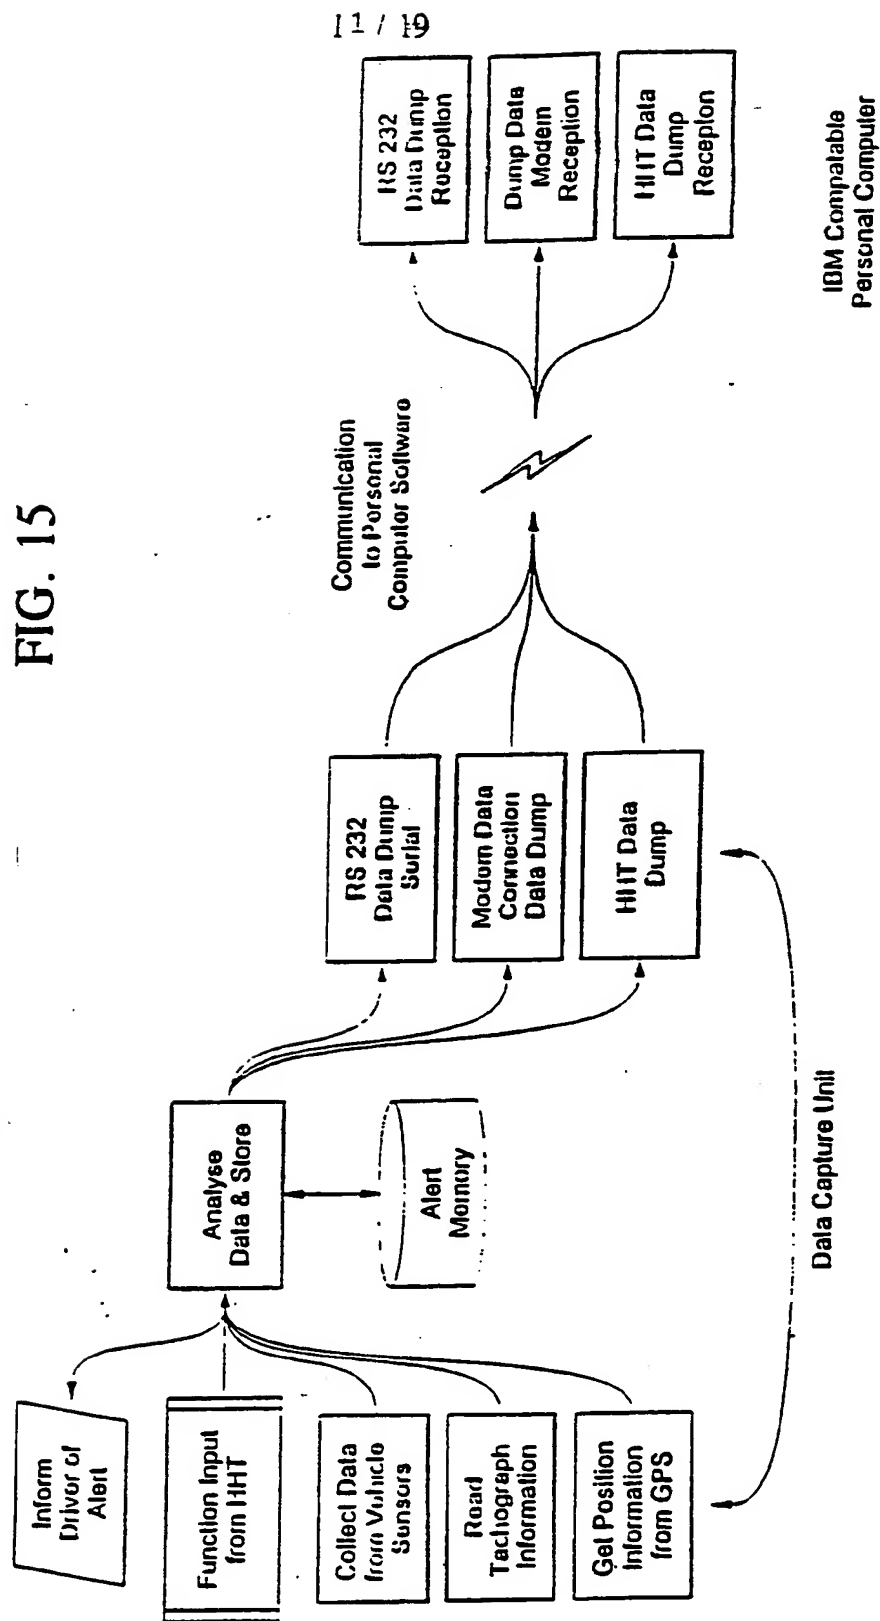 11 / 19
FIG. 15
Inform
Driver of
Alert
Function Input
from HHT
Collect Data
from Vehicle
Sensors
Read
Tachograph
Information
Get Position
Information
from GPS
Analyse
Data & Store
Alert
Memory
RS 232
Data Dump
Serial
Modem Data
Connection
Data Dump
HHT Data
Dump
Data Capture Unit
Communication
to Personal
Computer Software
RS 232
Data Dump
Reception
Dump Data
Modem
Reception
HHT Data
Dump
Reception
IBM Compatable
Personal Computer